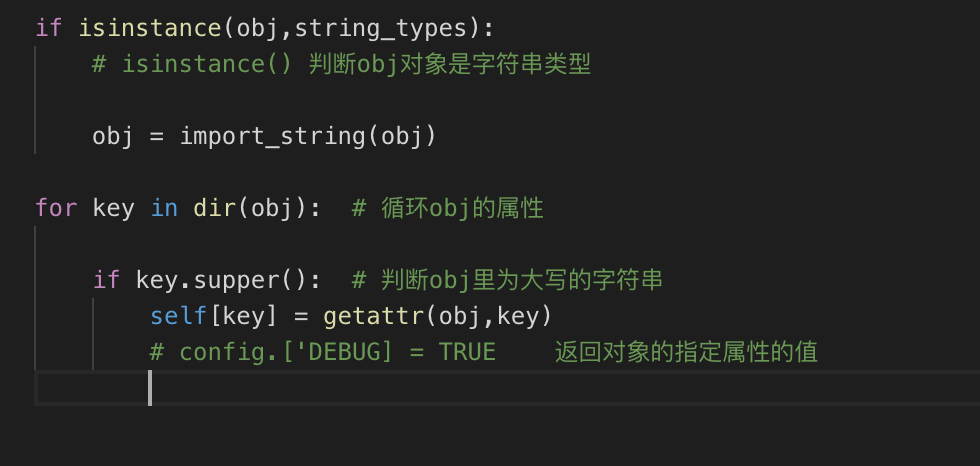 if isinstance(obj,string_types):
# isinstance() 判断obj对象是字符串类型
obj = import_string(obj)
for key in dir(obj):  # 循环obj的属性
if key.supper():  # 判断obj里为大写的字符串
self[key] = getattr(obj,key)
# config.['DEBUG] = TRUE    返回对象的指定属性的值